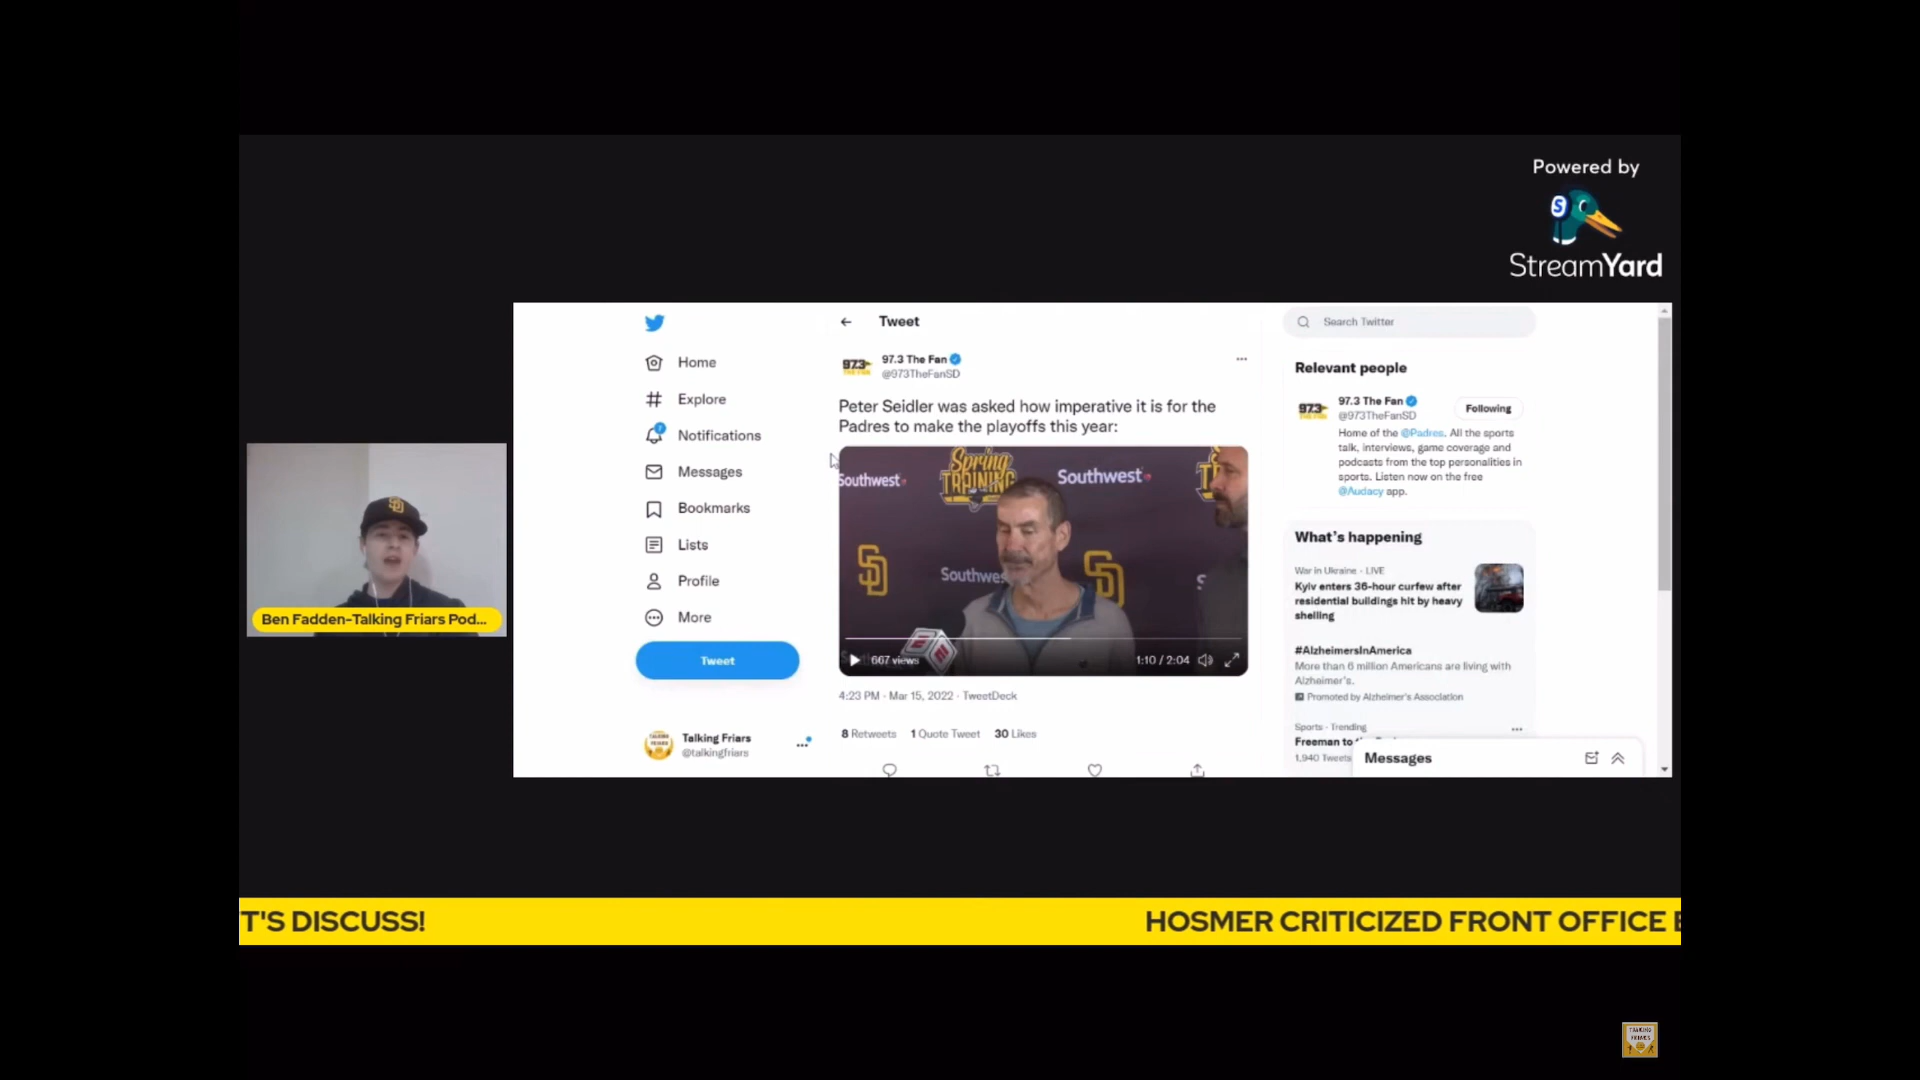 Powered by
StreamYard
Home
Explore
Notifications
Messages
Bookmarks
Lists
Profile
More
Tweet
Talking Friars
@talkingfriars
Tweet
97.3 The Fan
@973TheFanSD
Peter Seidler was asked how imperative it is for the
Padres to make the playoffs this year:
Southwest
Spring
TRAINING
Southwest
SD
SD
667 views
1:10 / 2:04
4:23 PM · Mar 15, 2022 · TweetDeck
8 Retweets 1 Quote Tweet 30 Likes
Search Twitter
Relevant people
97.3 The Fan
@973TheFanSD
Following
Home of the @Padres. All the sports
talk, interviews, game coverage and
podcasts from the top personalities in
sports. Listen now on the free
@Audacy app.
What's happening
War in Ukraine · LIVE
Kyiv enters 36-hour curfew after
residential buildings hit by heavy
shelling
#AlzheimersInAmerica
More than 6 million Americans are living with
Alzheimer's.
Promoted by Alzheimer's Association
Sports · Trending
Freeman to
1,940 Tweets
Messages
SD
Ben Fadden-Talking Friars Pod...
T'S DISCUSS!
HOSMER CRITICIZED FRONT OFFICE
TALKING
FRIARS